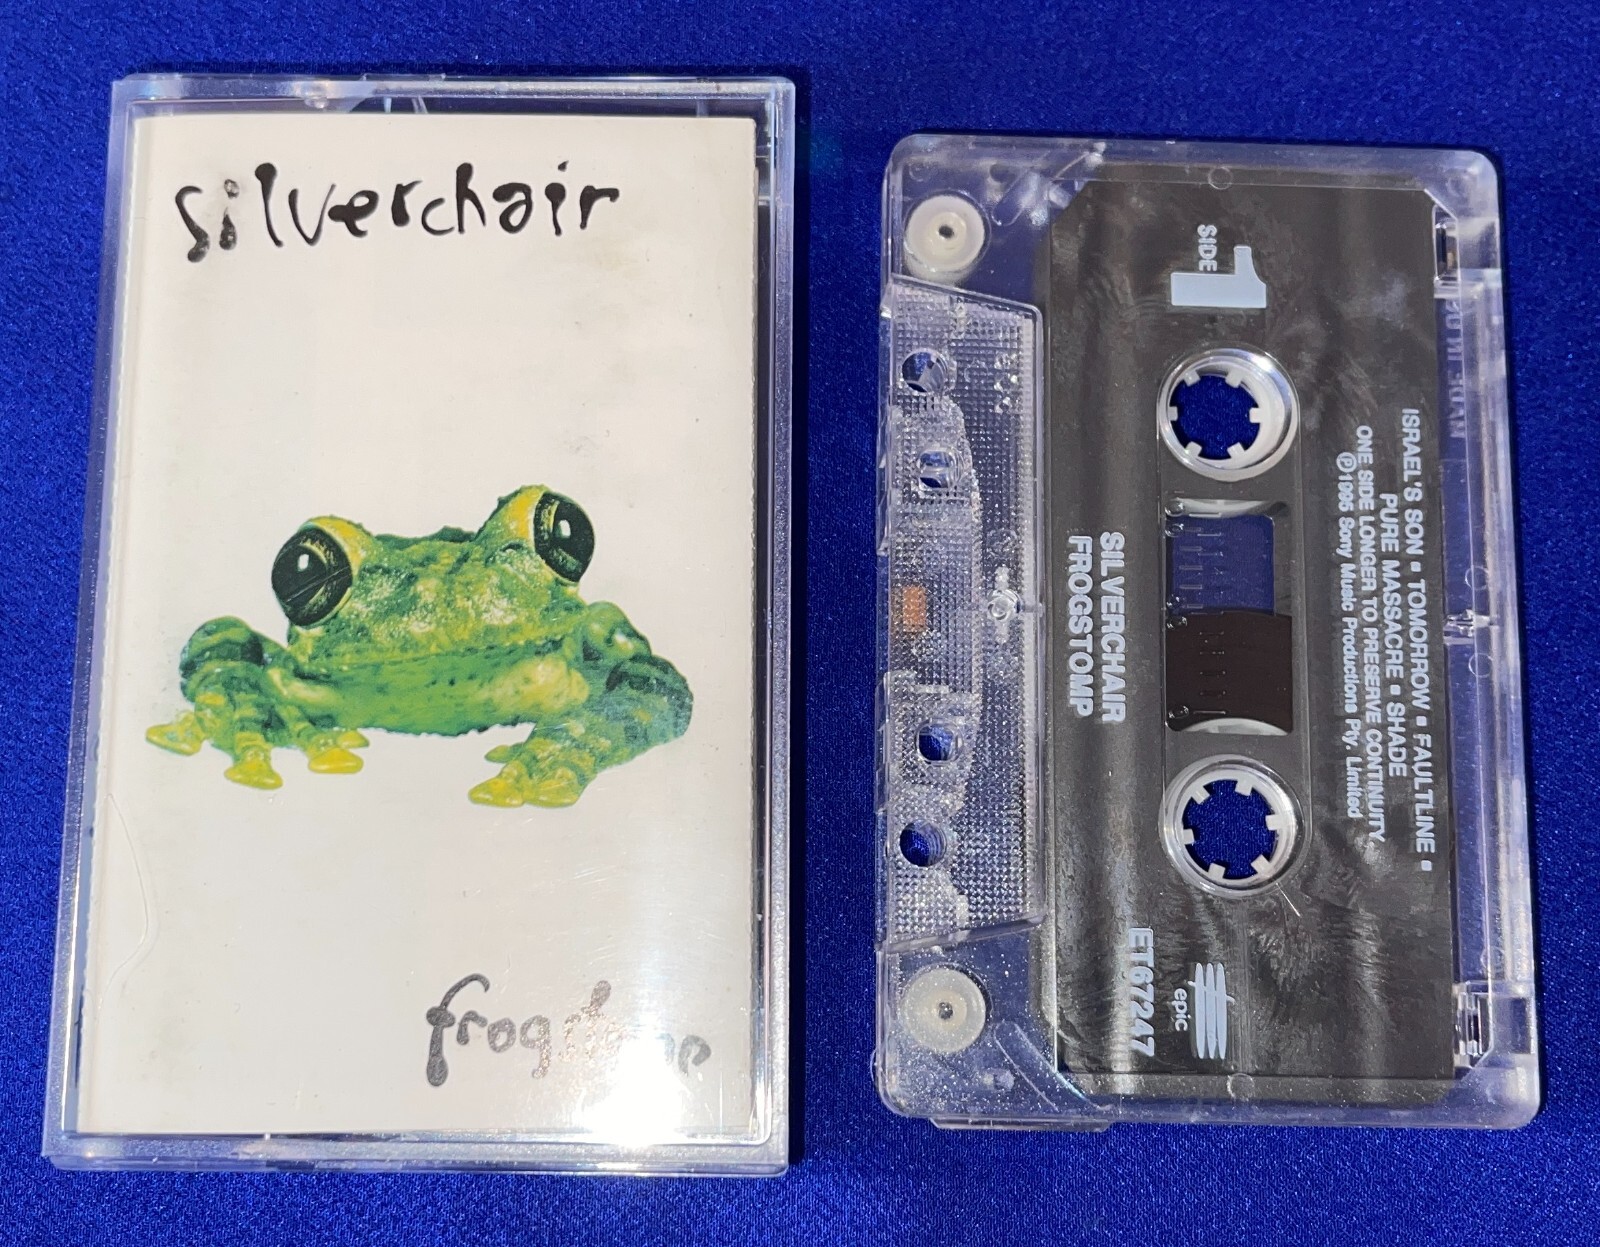 silverchair
frogstomp
SIDE
1
ISRAEL'S SON ▪ TOMORROW ▪ FAULTLINE ▪
PURE MASSACRE ▪ SHADE
ONE SIDE LONGER TO PRESERVE CONTINUITY.
Ⓟ1995 Sony Music Productions Pty. Limited
SILVERCHAIR
FROGSTOMP
epic
ET67247